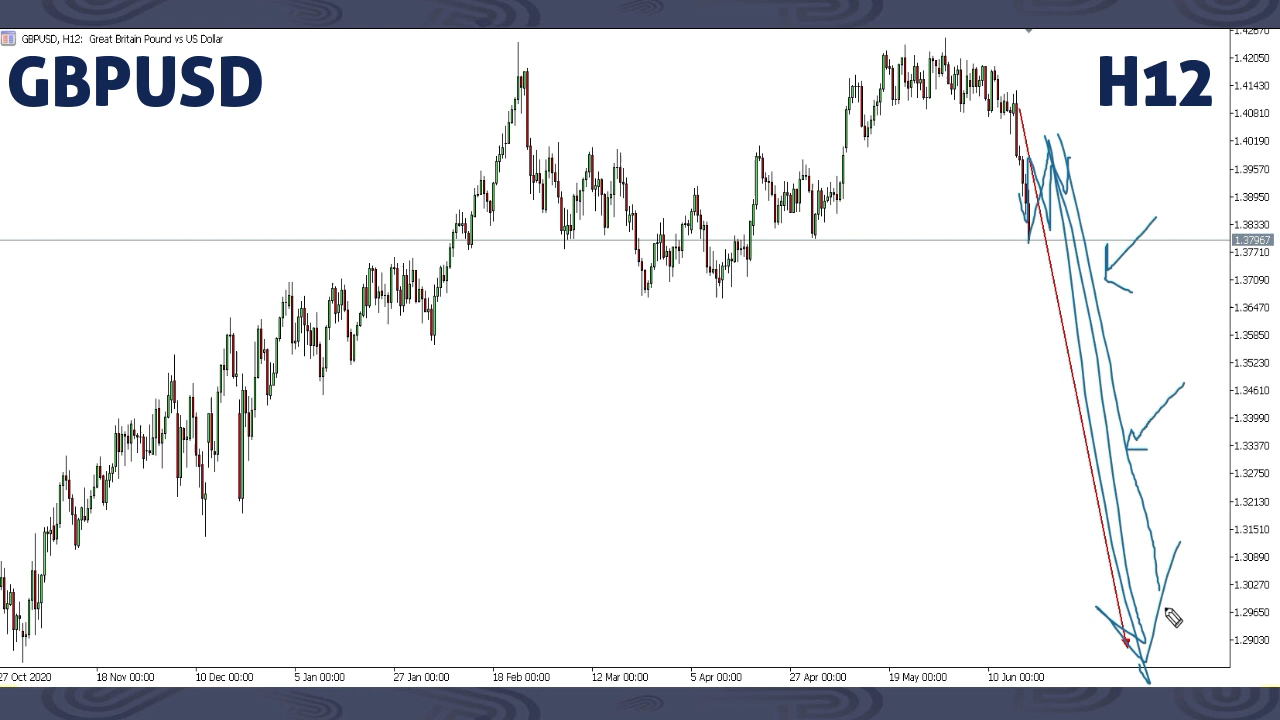 GBPUSD, H12: Great Britain Pound vs US Dollar
GBPUSD
H12
1.42670
1.42050
1.41430
1.40810
1.40190
1.39570
1.38950
1.38330
1.37967
1.37710
1.37090
1.36470
1.35850
1.35230
1.34610
1.33990
1.33370
1.32750
1.32130
1.31510
1.30890
1.30270
1.29650
1.29030
27 Oct 2020
18 Nov 00:00
10 Dec 00:00
5 Jan 00:00
27 Jan 00:00
18 Feb 00:00
12 Mar 00:00
5 Apr 00:00
27 Apr 00:00
19 May 00:00
10 Jun 00:00